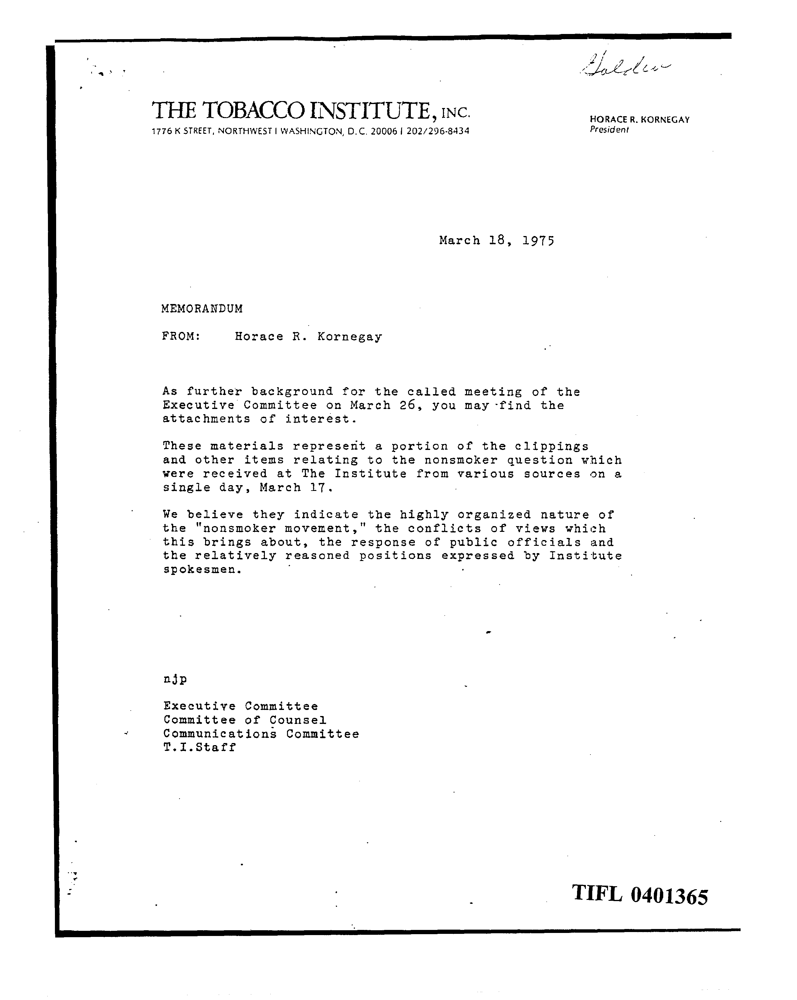 THE TOBACCO INSTITUTE, INC.
1776 K STREET, NORTHWEST | WASHINGTON, D.C. 20006 | 202/296-8434
HORACE R. KORNEGAY
President
March 18, 1975
MEMORANDUM
FROM: Horace R. Kornegay
As further background for the called meeting of the
Executive Committee on March 26, you may find the
attachments of interest.
These materials represent a portion of the clippings
and other items relating to the nonsmoker question which
were received at The Institute from various sources on a
single day, March 17.
We believe they indicate the highly organized nature of
the "nonsmoker movement," the conflicts of views which
this brings about, the response of public officials and
the relatively reasoned positions expressed by Institute
spokesmen.
njp
Executive Committee
Committee of Counsel
Communications Committee
T.I.Staff
TIFL 0401365